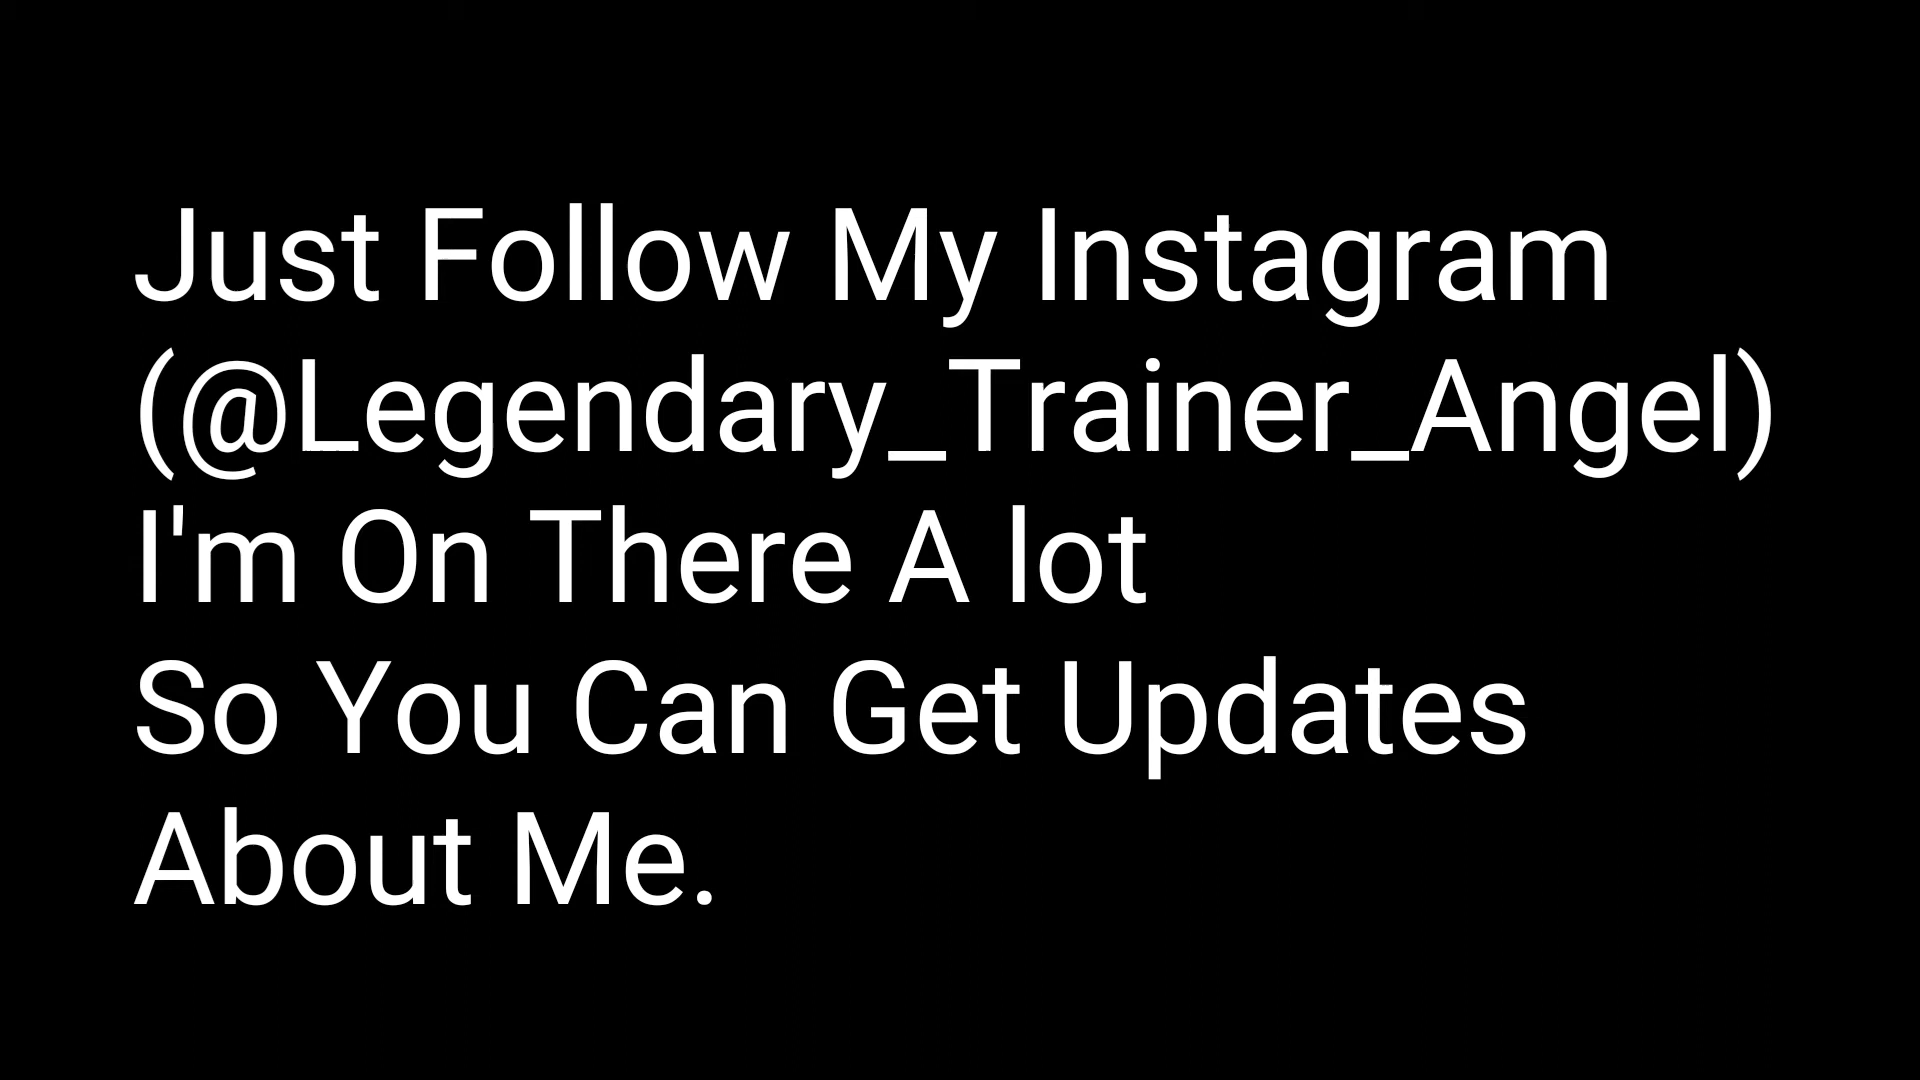 Just Follow My Instagram
(@Legendary_Trainer_Angel)
I'm On There A lot
So You Can Get Updates
About Me.